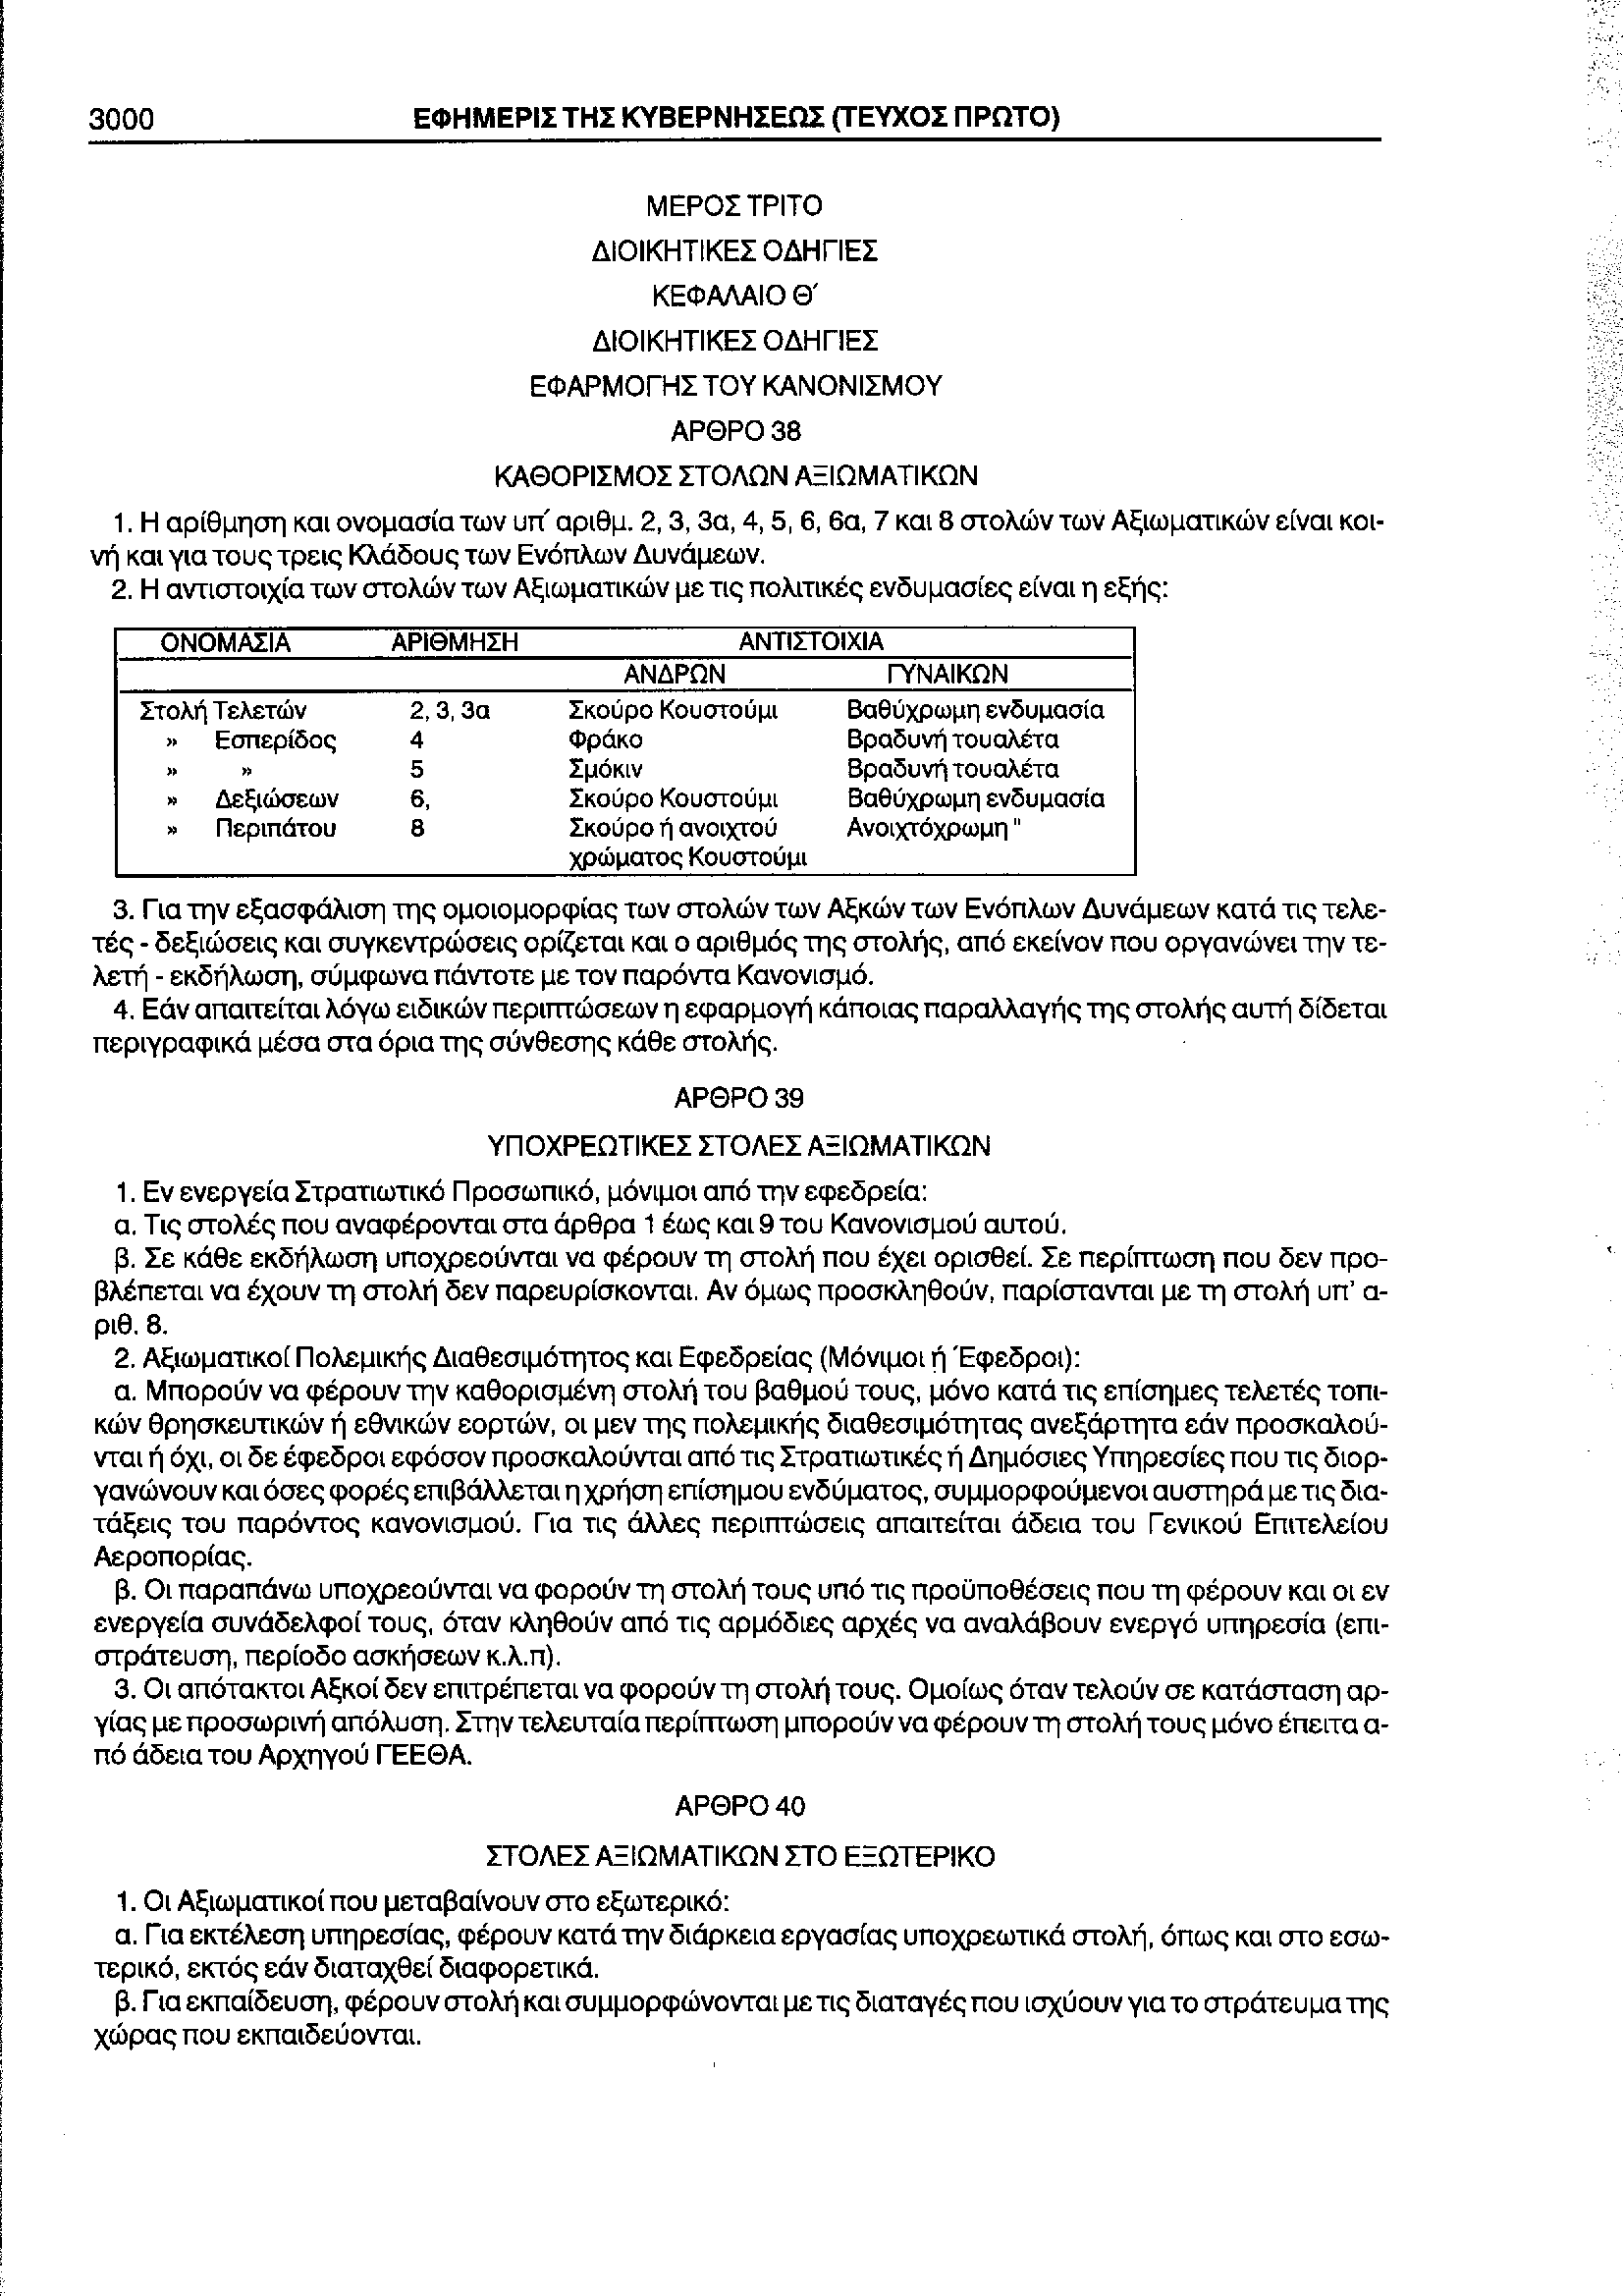 3000 ΕΦΗΜΕΡΙΣ ΤΗΣ ΚΥΒΕΡΝΗΣΕΩΣ (ΤΕΥΧΟΣ ΠΡΩΤΟ)
ΜΕΡΟΣ ΤΡΙΤΟ
ΔΙΟΙΚΗΤΙΚΕΣ ΟΔΗΓΙΕΣ
ΚΕΦΑΛΑΙΟ Θ΄
ΔΙΟΙΚΗΤΙΚΕΣ ΟΔΗΓΙΕΣ
ΕΦΑΡΜΟΓΗΣ ΤΟΥ ΚΑΝΟΝΙΣΜΟΥ
ΑΡΘΡΟ 38
ΚΑΘΟΡΙΣΜΟΣ ΣΤΟΛΩΝ ΑΞΙΩΜΑΤΙΚΩΝ
1. Η αρίθμηση και ονομασία των υπ' αριθμ. 2, 3, 3α, 4, 5, 6, 6α, 7 και 8 στολών των Αξιωματικών είναι κοι-
νή και για τους τρεις Κλάδους των Ενόπλων Δυνάμεων.
2. Η αντιστοιχία των στολών των Αξιωματικών με τις πολιτικές ενδυμασίες είναι η εξής:
ΟΝΟΜΑΣΙΑ ΑΡΙΘΜΗΣΗ ΑΝΤΙΣΤΟΙΧΙΑ
ΑΝΔΡΩΝ ΓΥΝΑΙΚΩΝ
Στολή Τελετών 2, 3, 3α Σκούρο Κουστούμι Βαθύχρωμη ενδυμασία
» Εσπερίδος 4 Φράκο Βραδυνή τουαλέτα
» » 5 Σμόκιν Βραδυνή τουαλέτα
» Δεξιώσεων 6, Σκούρο Κουστούμι Βαθύχρωμη ενδυμασία
» Περιπάτου 8 Σκούρο ή ανοιχτού Ανοιχτόχρωμη "
χρώματος Κουστούμι
3. Για την εξασφάλιση της ομοιομορφίας των στολών των Αξκών των Ενόπλων Δυνάμεων κατά τις τελε-
τές - δεξιώσεις και συγκεντρώσεις ορίζεται και ο αριθμός της στολής, από εκείνον που οργανώνει την τε-
λετή - εκδήλωση, σύμφωνα πάντοτε με τον παρόντα Κανονισμό.
4. Εάν απαιτείται λόγω ειδικών περιπτώσεων η εφαρμογή κάποιας παραλλαγής της στολής αυτή δίδεται
περιγραφικά μέσα στα όρια της σύνθεσης κάθε στολής.
ΑΡΘΡΟ 39
ΥΠΟΧΡΕΩΤΙΚΕΣ ΣΤΟΛΕΣ ΑΞΙΩΜΑΤΙΚΩΝ
1. Εν ενεργεία Στρατιωτικό Προσωπικό, μόνιμοι από την εφεδρεία:
α. Τις στολές που αναφέρονται στα άρθρα 1 έως και 9 του Κανονισμού αυτού.
β. Σε κάθε εκδήλωση υποχρεούνται να φέρουν τη στολή που έχει ορισθεί. Σε περίπτωση που δεν προ-
βλέπεται να έχουν τη στολή δεν παρευρίσκονται. Αν όμως προσκληθούν, παρίστανται με τη στολή υπ' α-
ριθ. 8.
2. Αξιωματικοί Πολεμικής Διαθεσιμότητος και Εφεδρείας (Μόνιμοι ή Έφεδροι):
α. Μπορούν να φέρουν την καθορισμένη στολή του βαθμού τους, μόνο κατά τις επίσημες τελετές τοπι-
κών θρησκευτικών ή εθνικών εορτών, οι μεν της πολεμικής διαθεσιμότητας ανεξάρτητα εάν προσκαλού-
νται ή όχι, οι δε έφεδροι εφόσον προσκαλούνται από τις Στρατιωτικές ή Δημόσιες Υπηρεσίες που τις διορ-
γανώνουν και όσες φορές επιβάλλεται η χρήση επίσημου ενδύματος, συμμορφούμενοι αυστηρά με τις δια-
τάξεις του παρόντος κανονισμού. Για τις άλλες περιπτώσεις απαιτείται άδεια του Γενικού Επιτελείου
Αεροπορίας.
β. Οι παραπάνω υποχρεούνται να φορούν τη στολή τους υπό τις προϋποθέσεις που τη φέρουν και οι εν
ενεργεία συνάδελφοί τους, όταν κληθούν από τις αρμόδιες αρχές να αναλάβουν ενεργό υπηρεσία (επι-
στράτευση, περίοδο ασκήσεων κ.λ.π).
3. Οι απότακτοι Αξκοί δεν επιτρέπεται να φορούν τη στολή τους. Ομοίως όταν τελούν σε κατάσταση αρ-
γίας με προσωρινή απόλυση. Στην τελευταία περίπτωση μπορούν να φέρουν τη στολή τους μόνο έπειτα α-
πό άδεια του Αρχηγού ΓΕΕΘΑ.
ΑΡΘΡΟ 40
ΣΤΟΛΕΣ ΑΞΙΩΜΑΤΙΚΩΝ ΣΤΟ ΕΞΩΤΕΡΙΚΟ
1. Οι Αξιωματικοί που μεταβαίνουν στο εξωτερικό:
α. Για εκτέλεση υπηρεσίας, φέρουν κατά την διάρκεια εργασίας υποχρεωτικά στολή, όπως και στο εσω-
τερικό, εκτός εάν διαταχθεί διαφορετικά.
β. Για εκπαίδευση, φέρουν στολή και συμμορφώνονται με τις διαταγές που ισχύουν για το στράτευμα της
χώρας που εκπαιδεύονται.